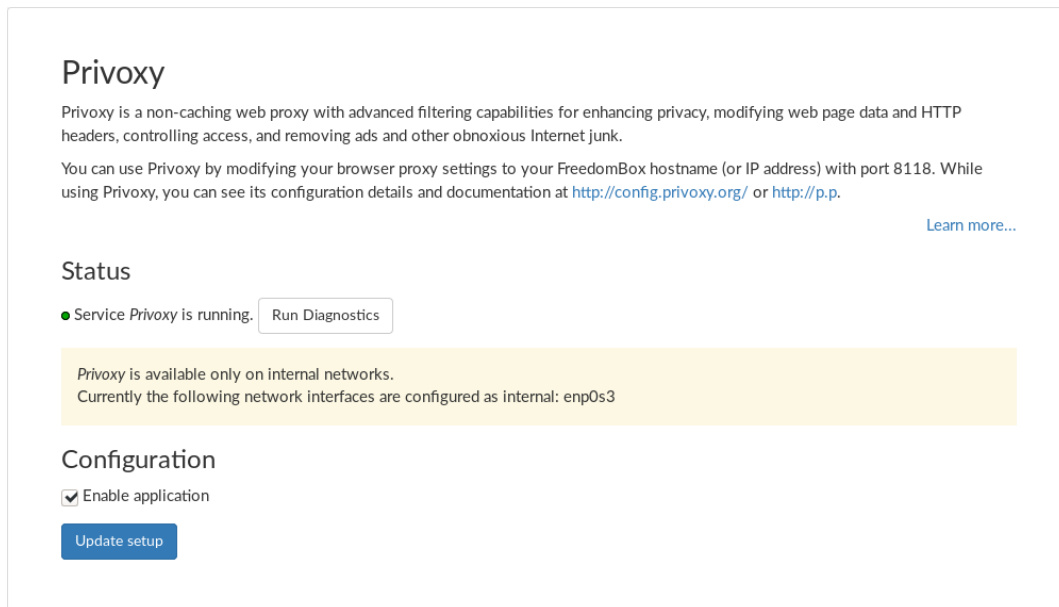 Privoxy
Privoxy is a non-caching web proxy with advanced filtering capabilities for enhancing privacy, modifying web page data and HTTP
headers, controlling access, and removing ads and other obnoxious Internet junk.
You can use Privoxy by modifying your browser proxy settings to your FreedomBox hostname (or IP address) with port 8118. While
using Privoxy, you can see its configuration details and documentation at http://config.privoxy.org/ or http://p.p.
Learn more...
Status
Service Privoxy is running. Run Diagnostics
Privoxy is available only on internal networks.
Currently the following network interfaces are configured as internal: enp0s3
Configuration
Enable application
Update setup